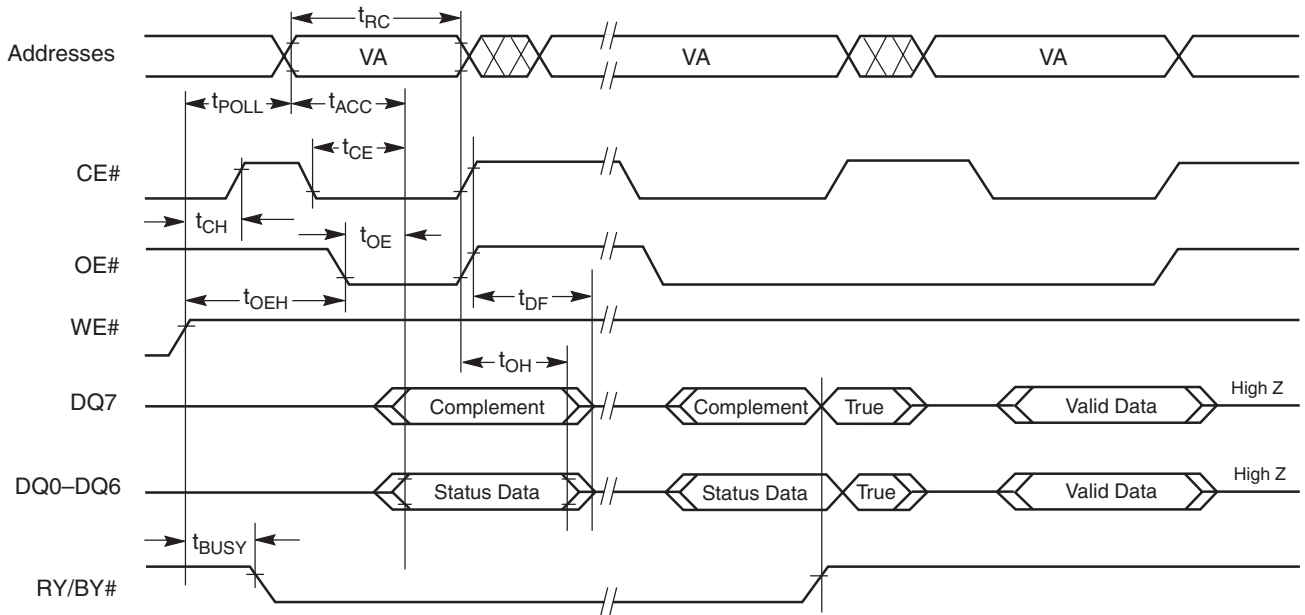 t_RC
Addresses VA VA VA
t_POLL t_ACC
t_CE
CE#
t_CH
t_OE
OE#
t_OEH t_DF
WE#
t_OH
DQ7 Complement Complement True Valid Data High Z
DQ0–DQ6 Status Data Status Data True Valid Data High Z
t_BUSY
RY/BY#